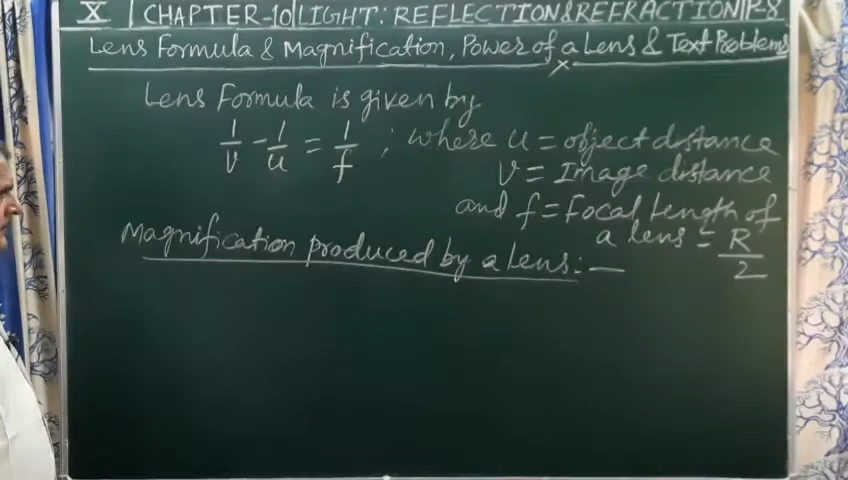 X | CHAPTER-10 | LIGHT: REFLECTION & REFRACTION | P-8
Lens Formula & Magnification, Power of a Lens & Text Problems
Lens Formula is given by
1/v - 1/u = 1/f ; where u = object distance
v = Image distance
and f = Focal length of
a lens = R/2
Magnification produced by a lens:—